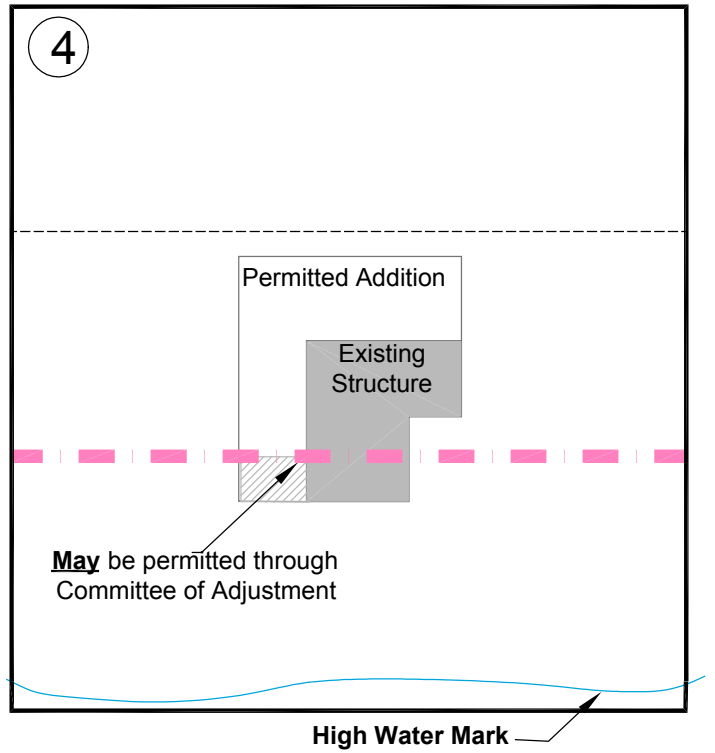 4
Permitted Addition
Existing
Structure
May be permitted through
Committee of Adjustment
High Water Mark